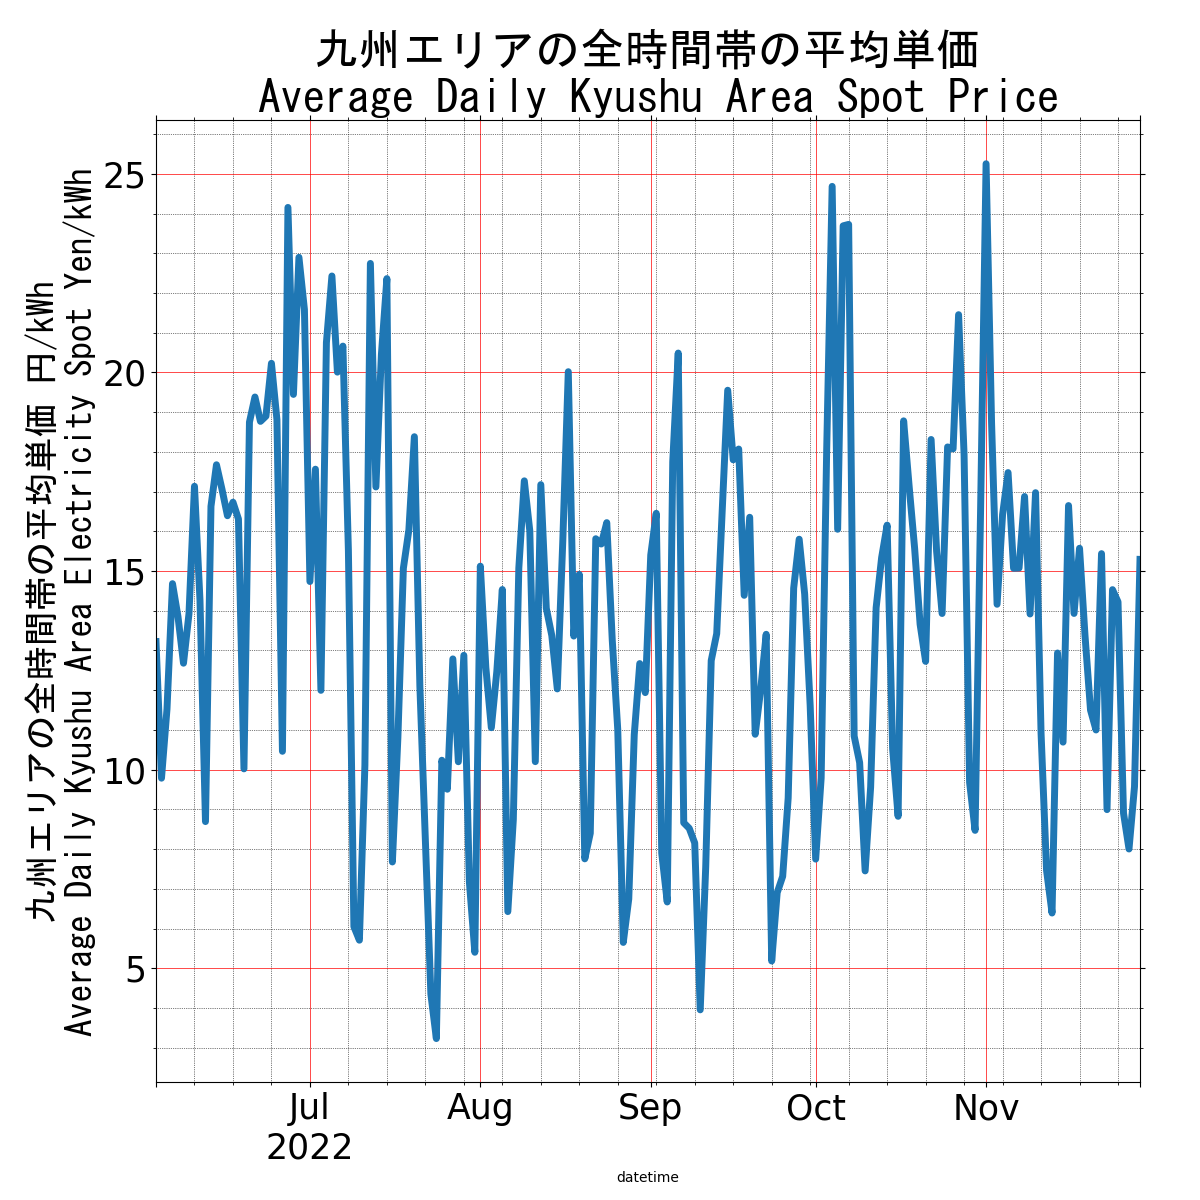 九州エリアの全時間帯の平均単価
Average Daily Kyushu Area Spot Price
九州エリアの全時間帯の平均単価 円/kWh
Average Daily Kyushu Area Electricity Spot Yen/kWh
25
20
15
10
5
Jul
2022
Aug
Sep
Oct
Nov
datetime